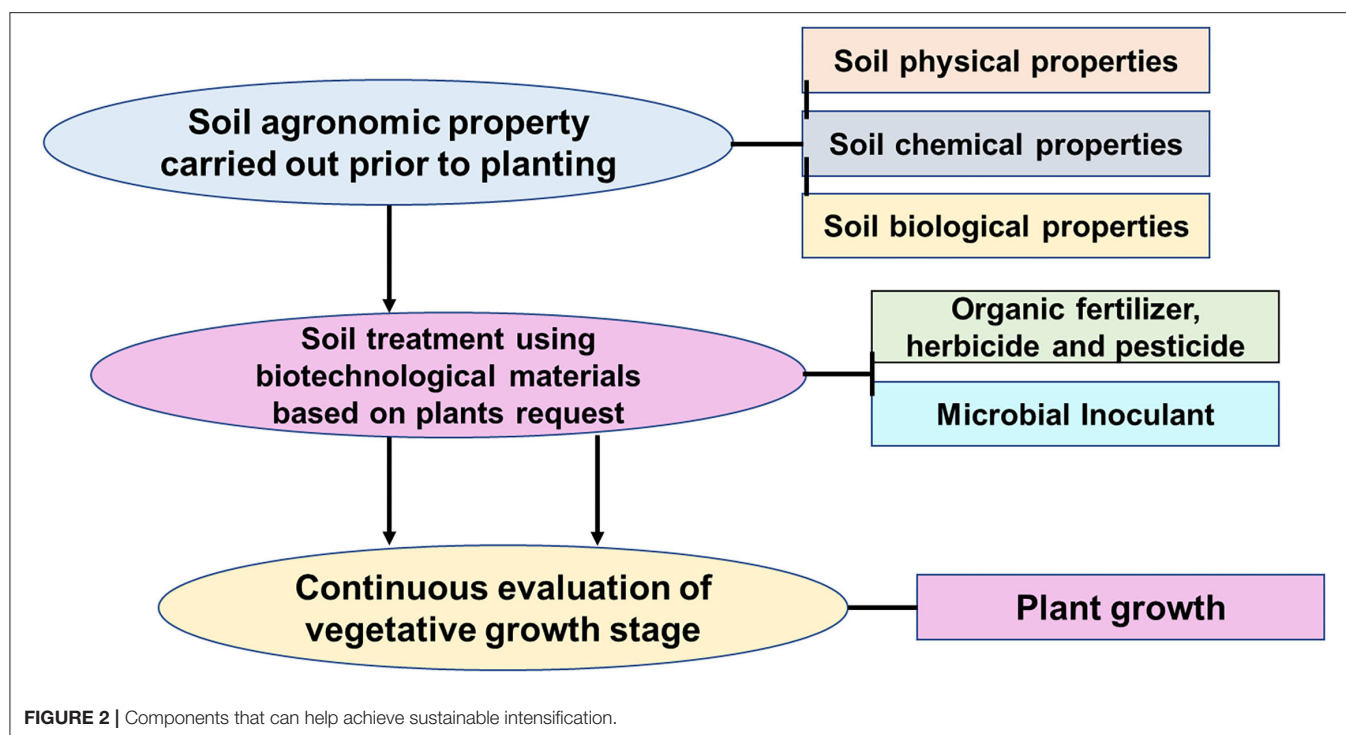 Soil agronomic property
carried out prior to planting
Soil physical properties
Soil chemical properties
Soil biological properties
Soil treatment using
biotechnological materials
based on plants request
Organic fertilizer,
herbicide and pesticide
Microbial Inoculant
Continuous evaluation of
vegetative growth stage
Plant growth
FIGURE 2 | Components that can help achieve sustainable intensification.